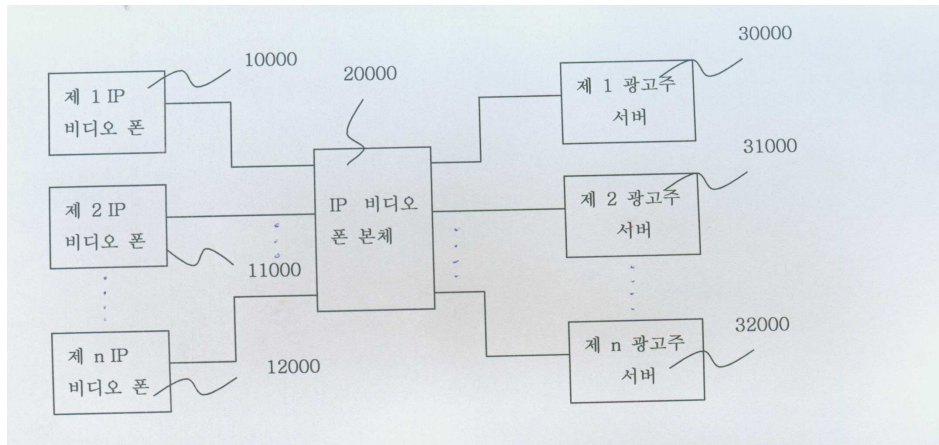 10000
제 1 IP
비디오 폰
20000
30000
제 1 광고주
서버
31000
제 2 IP
비디오 폰
11000
IP 비디오
폰 본체
제 2 광고주
서버
제 n IP
비디오 폰
12000
32000
제 n 광고주
서버